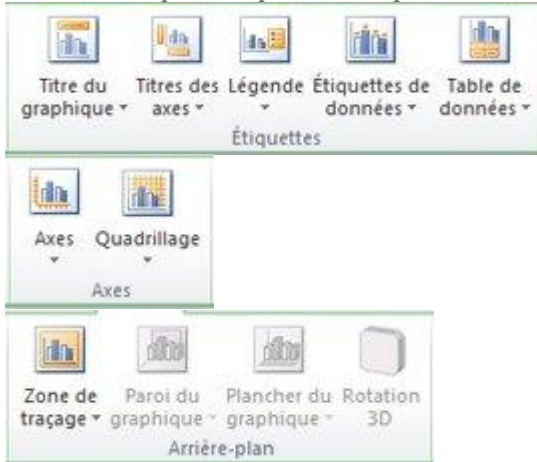 Titre du graphique
Titres des axes
Légende
Étiquettes de données
Table de données
Étiquettes
Axes
Quadrillage
Axes
Zone de traçage
Paroi du graphique
Plancher du graphique
Rotation 3D
Arrière-plan